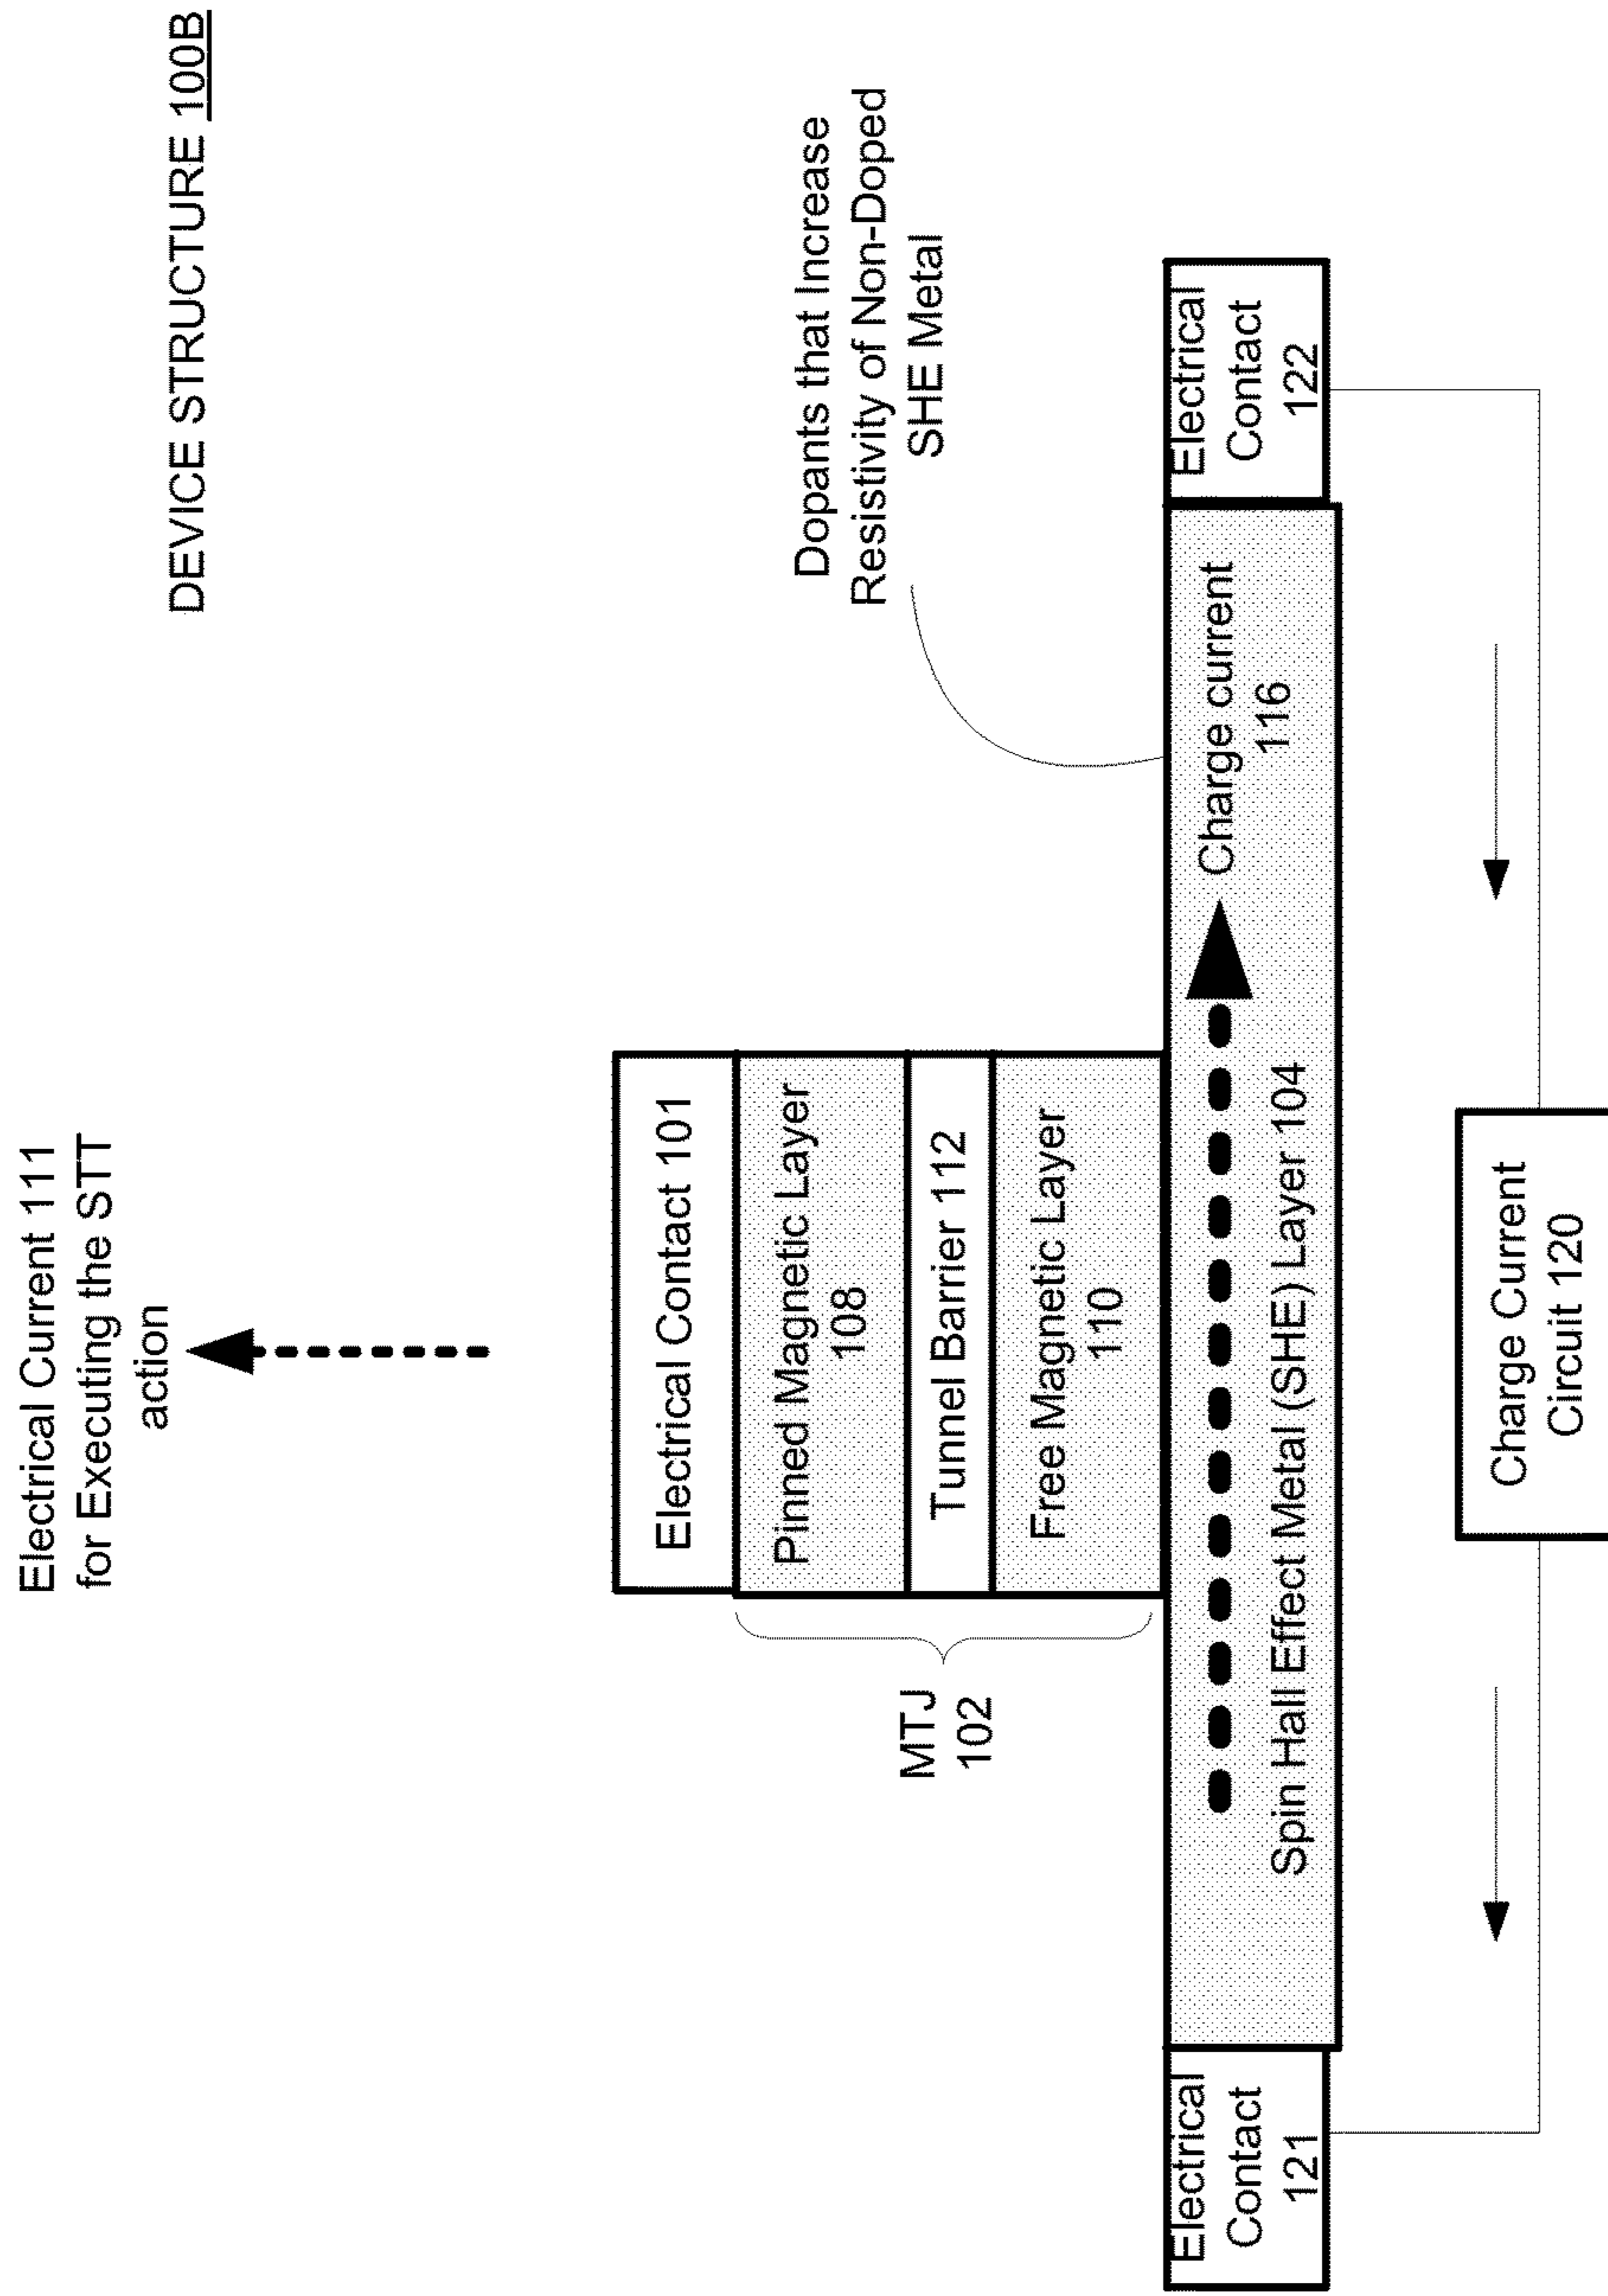 DEVICE STRUCTURE 100B
Electrical Current 111
for Executing the STT
action
Dopants that Increase
Resistivity of Non-Doped
SHE Metal
Electrical Contact 101
Pinned Magnetic Layer
108
Tunnel Barrier 112
Free Magnetic Layer
110
MTJ
102
Charge current
116
Spin Hall Effect Metal (SHE) Layer 104
Electrical
Contact
121
Electrical
Contact
122
Charge Current
Circuit 120